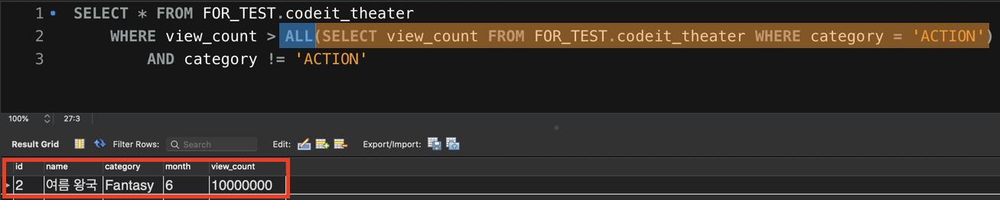 1 SELECT * FROM FOR_TEST.codeit_theater
2 WHERE view_count > ALL(SELECT view_count FROM FOR_TEST.codeit_theater WHERE category = 'ACTION')
3 AND category != 'ACTION'
100% 27:3
Result Grid Filter Rows: Search Edit: Export/Import:
id name category month view_count
2 여름 왕국 Fantasy 6 10000000